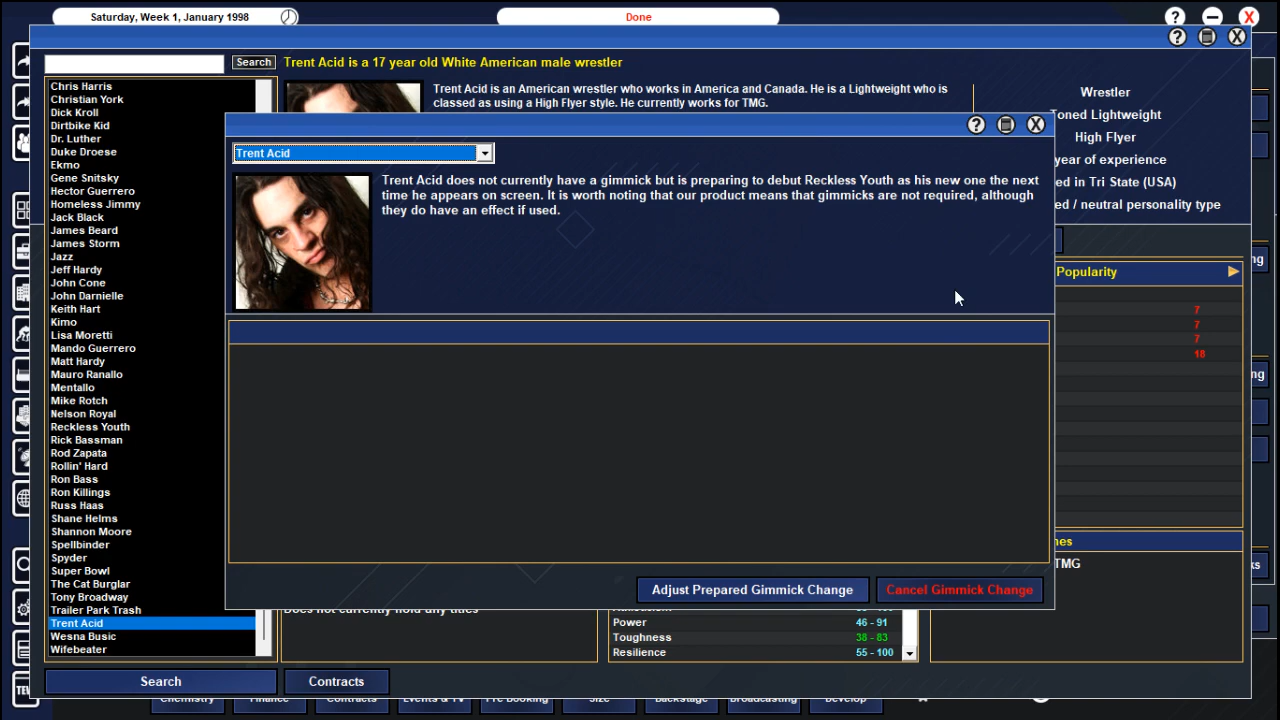 Saturday, Week 1, January 1998
Done
Search
Trent Acid is a 17 year old White American male wrestler
Trent Acid is an American wrestler who works in America and Canada. He is a Lightweight who is
classed as using a High Flyer style. He currently works for TMG.
Wrestler
Toned Lightweight
High Flyer
year of experience
ed in Tri State (USA)
ed / neutral personality type
Chris Harris
Christian York
Dick Kroll
Dirtbike Kid
Dr. Luther
Duke Droese
Ekmo
Gene Snitsky
Hector Guerrero
Homeless Jimmy
Jack Black
James Beard
James Storm
Jazz
Jeff Hardy
John Cone
John Darnielle
Keith Hart
Kimo
Lisa Moretti
Mando Guerrero
Matt Hardy
Mauro Ranallo
Mentallo
Mike Rotch
Nelson Royal
Reckless Youth
Rick Bassman
Rod Zapata
Rollin' Hard
Ron Bass
Ron Killings
Russ Haas
Shane Helms
Shannon Moore
Spellbinder
Spyder
Super Bowl
The Cat Burglar
Tony Broadway
Trailer Park Trash
Trent Acid
Wesna Busic
Wifebeater
Trent Acid
Trent Acid does not currently have a gimmick but is preparing to debut Reckless Youth as his new one the next
time he appears on screen. It is worth noting that our product means that gimmicks are not required, although
they do have an effect if used.
Adjust Prepared Gimmick Change
Cancel Gimmick Change
Popularity
7
7
7
18
TMG
Does not currently hold any titles
Power 46 - 91
Toughness 38 - 83
Resilience 55 - 100
Search
Contracts
Chemistry
Finance
Contracts
Events & TV
Pre Booking
Size
Backstage
Broadcasting
Develop